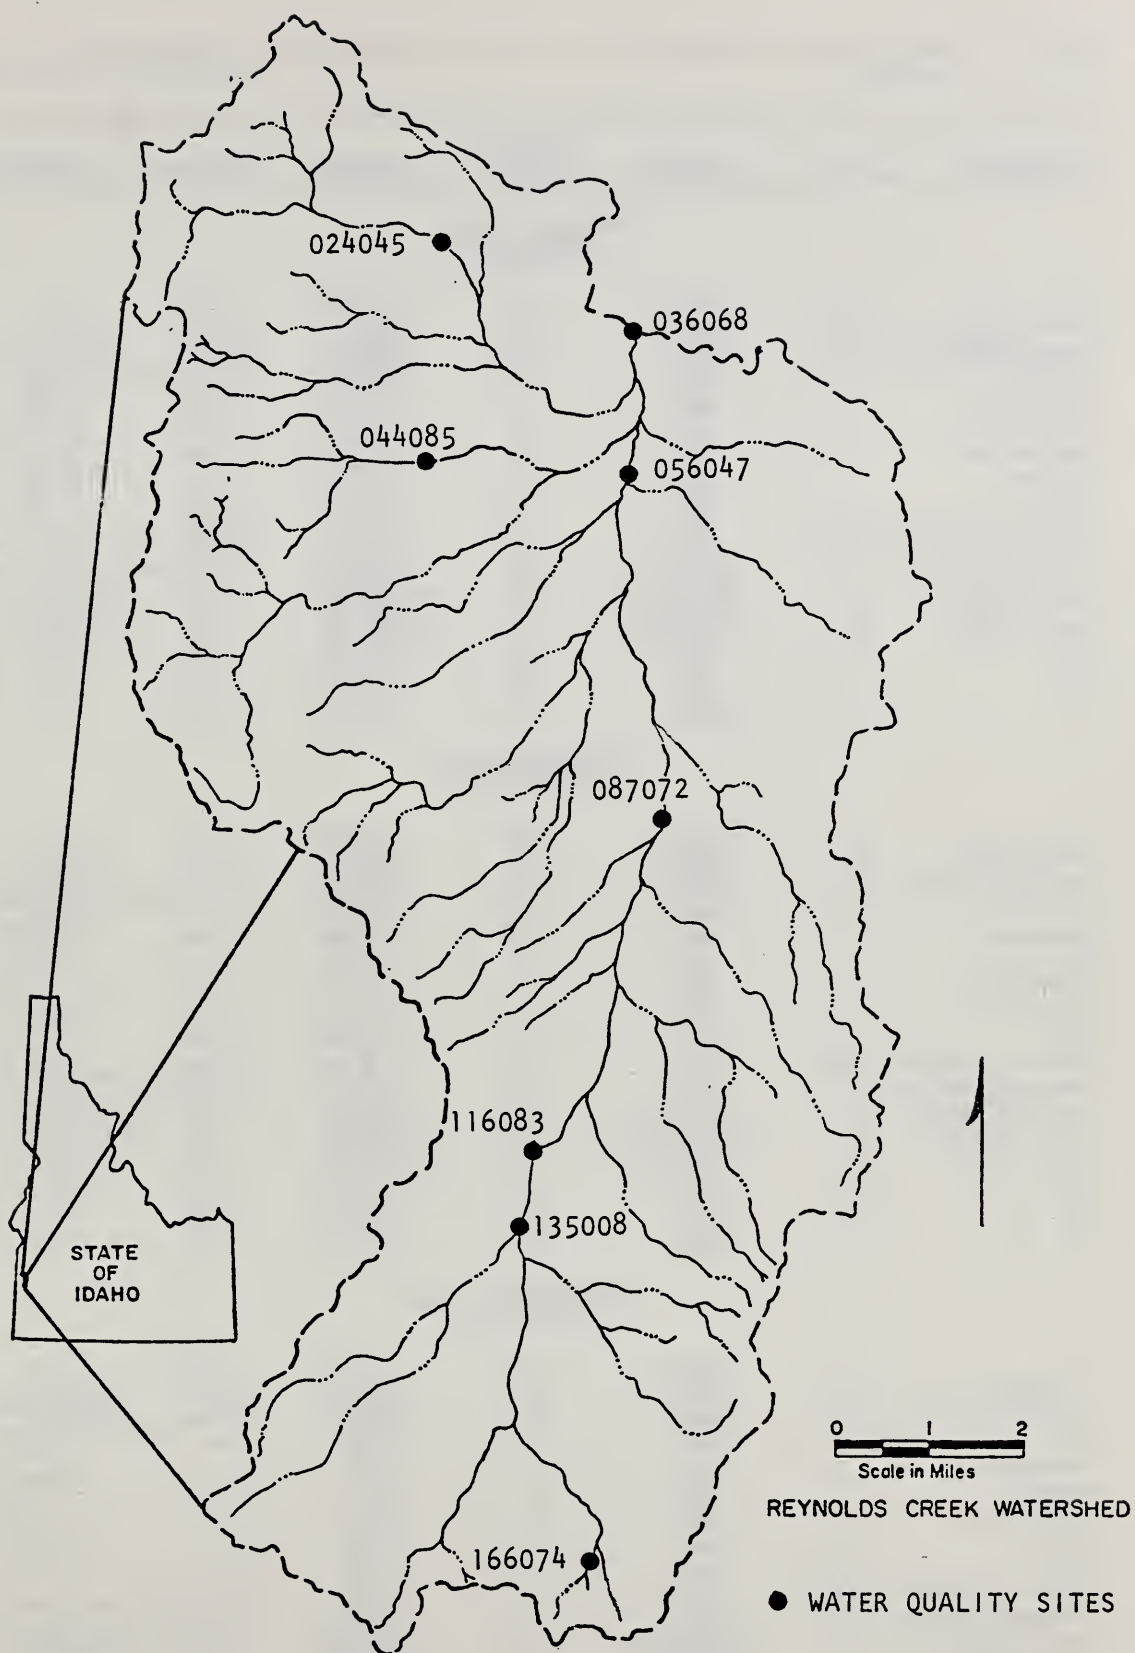 024045
036068
044085
056047
087072
116083
135008
STATE
OF
IDAHO
0 1 2
Scale in Miles
REYNOLDS CREEK WATERSHED
166074
WATER QUALITY SITES